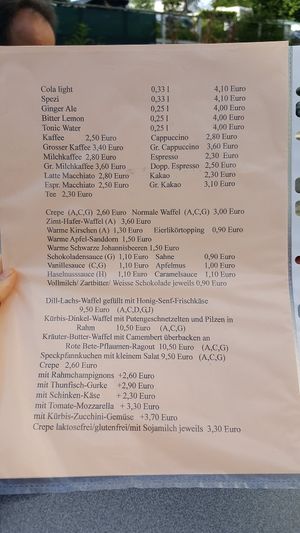 Cola light 0,33 l 4,10 Euro
Spezi 0,33 l 4,10 Euro
Ginger Ale 0,25 l 4,00 Euro
Bitter Lemon 0,25 l 4,00 Euro
Tonic Water 0,25 l 4,00 Euro
Kaffee 2,50 Euro Cappuccino 2,80 Euro
Grosser Kaffee 3,40 Euro Gr. Cappuccino 3,60 Euro
Milchkaffee 2,80 Euro Espresso 2,30 Euro
Gr. Milchkaffee 3,60 Euro Dopp. Espresso 2,50 Euro
Latte Macchiato 2,80 Euro Kakao 2,30 Euro
Espr. Macchiato 2,50 Euro Gr. Kakao 3,10 Euro
Tee 2,30 Euro
Crepe (A,C,G) 2,60 Euro Normale Waffel (A,C,G) 3,00 Euro
Zimt-Hafer-Waffel (A) 3,60 Euro
Warme Kirschen (A) 1,30 Euro Eierlikörtopping 0,90 Euro
Warme Apfel-Sanddorn 1,50 Euro
Warme Schwarze Johannisbeeren 1,50 Euro
Schokoladensauce (G) 1,10 Euro Sahne 0,90 Euro
Vanillesauce (G) 1,10 Euro Apfelmus 1,00 Euro
Haselnusssauce (H) 1,10 Euro Caramelsauce 1,10 Euro
Vollmilch/ Zartbitter/ Weisse Schokolade jeweils 0,90 Euro
Dill-Lachs-Waffel gefüllt mit Honig-Senf-Frischkäse
9,50 Euro (A,C,D,GJ)
Kürbis-Dinkel-Waffel mit Putengeschnetzelten und Pilzen in
Rahm 10,50 Euro (A,C,G)
Kräuter-Butter-Waffel mit Camembert überbacken an
Rote Bete-Pflaumen-Ragout 10,50 Euro (A,C,G)
Speckpfannkuchen mit kleinem Salat 9,50 Euro (A,C,G)
Crepe 2,60 Euro
mit Rahmchampignons +2,60 Euro
mit Thunfisch-Gurke +2,90 Euro
mit Schinken-Käse + 2,30 Euro
mit Tomate-Mozzarella + 3,30 Euro
mit Kürbis-Zucchini-Gemüse + 3,70 Euro
Crepe laktosefrei/glutenfrei/mit Sojamilch jeweils 3,30 Euro